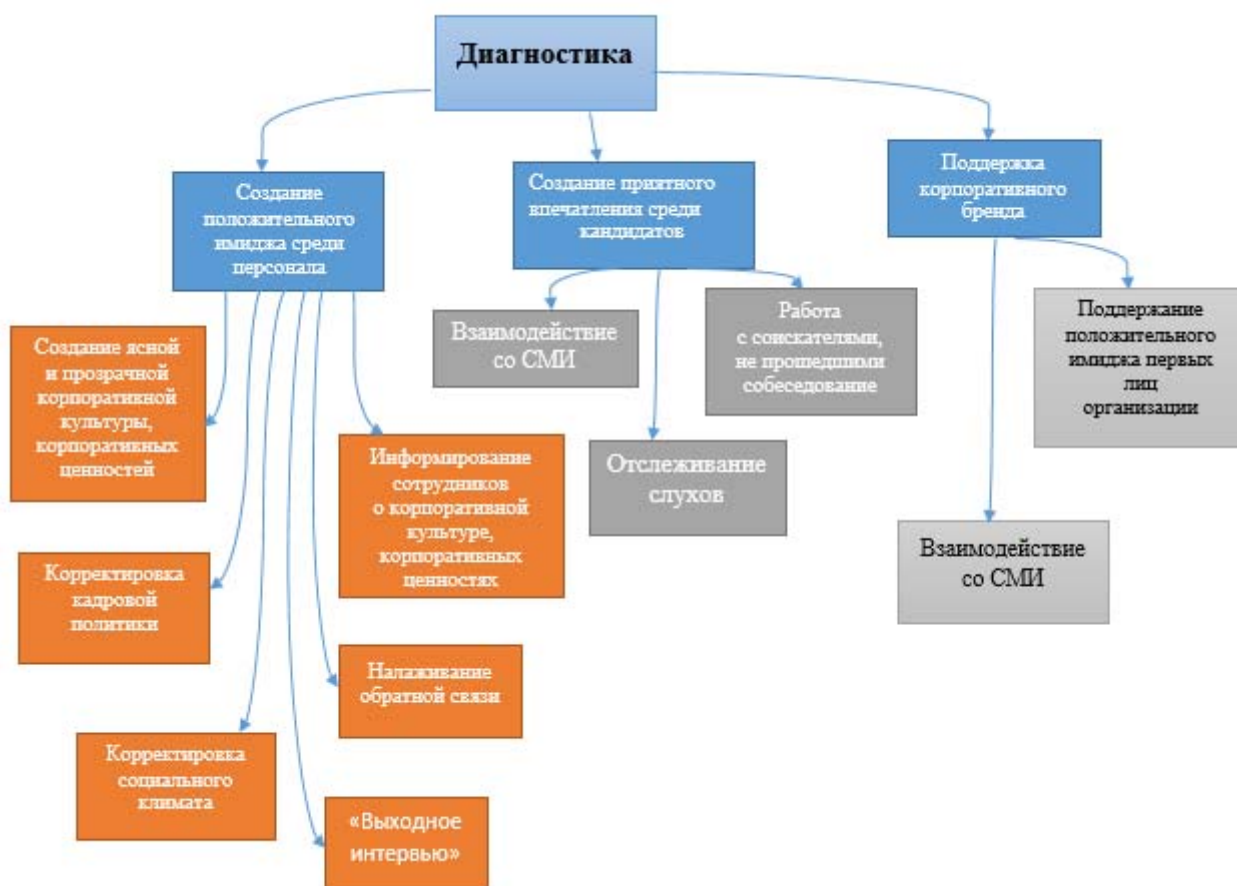 Диагностика
Создание
положительного
имиджа среди
персонала
Создание приятного
впечатления среди
кандидатов
Поддержка
корпоративного
бренда
Создание ясной
и прозрачной
корпоративной
культуры,
корпоративных
ценностей
Корректировка
кадровой
политики
Корректировка
социального
климата
Информирование
сотрудников
о корпоративной
культуре,
корпоративных
ценностях
Налаживание
обратной связи
«Выходное
интервью»
Взаимодействие
со СМИ
Отслеживание
слухов
Работа
с соискателями,
не прошедшими
собеседование
Взаимодействие
со СМИ
Поддержание
положительного
имиджа первых
лиц
организации